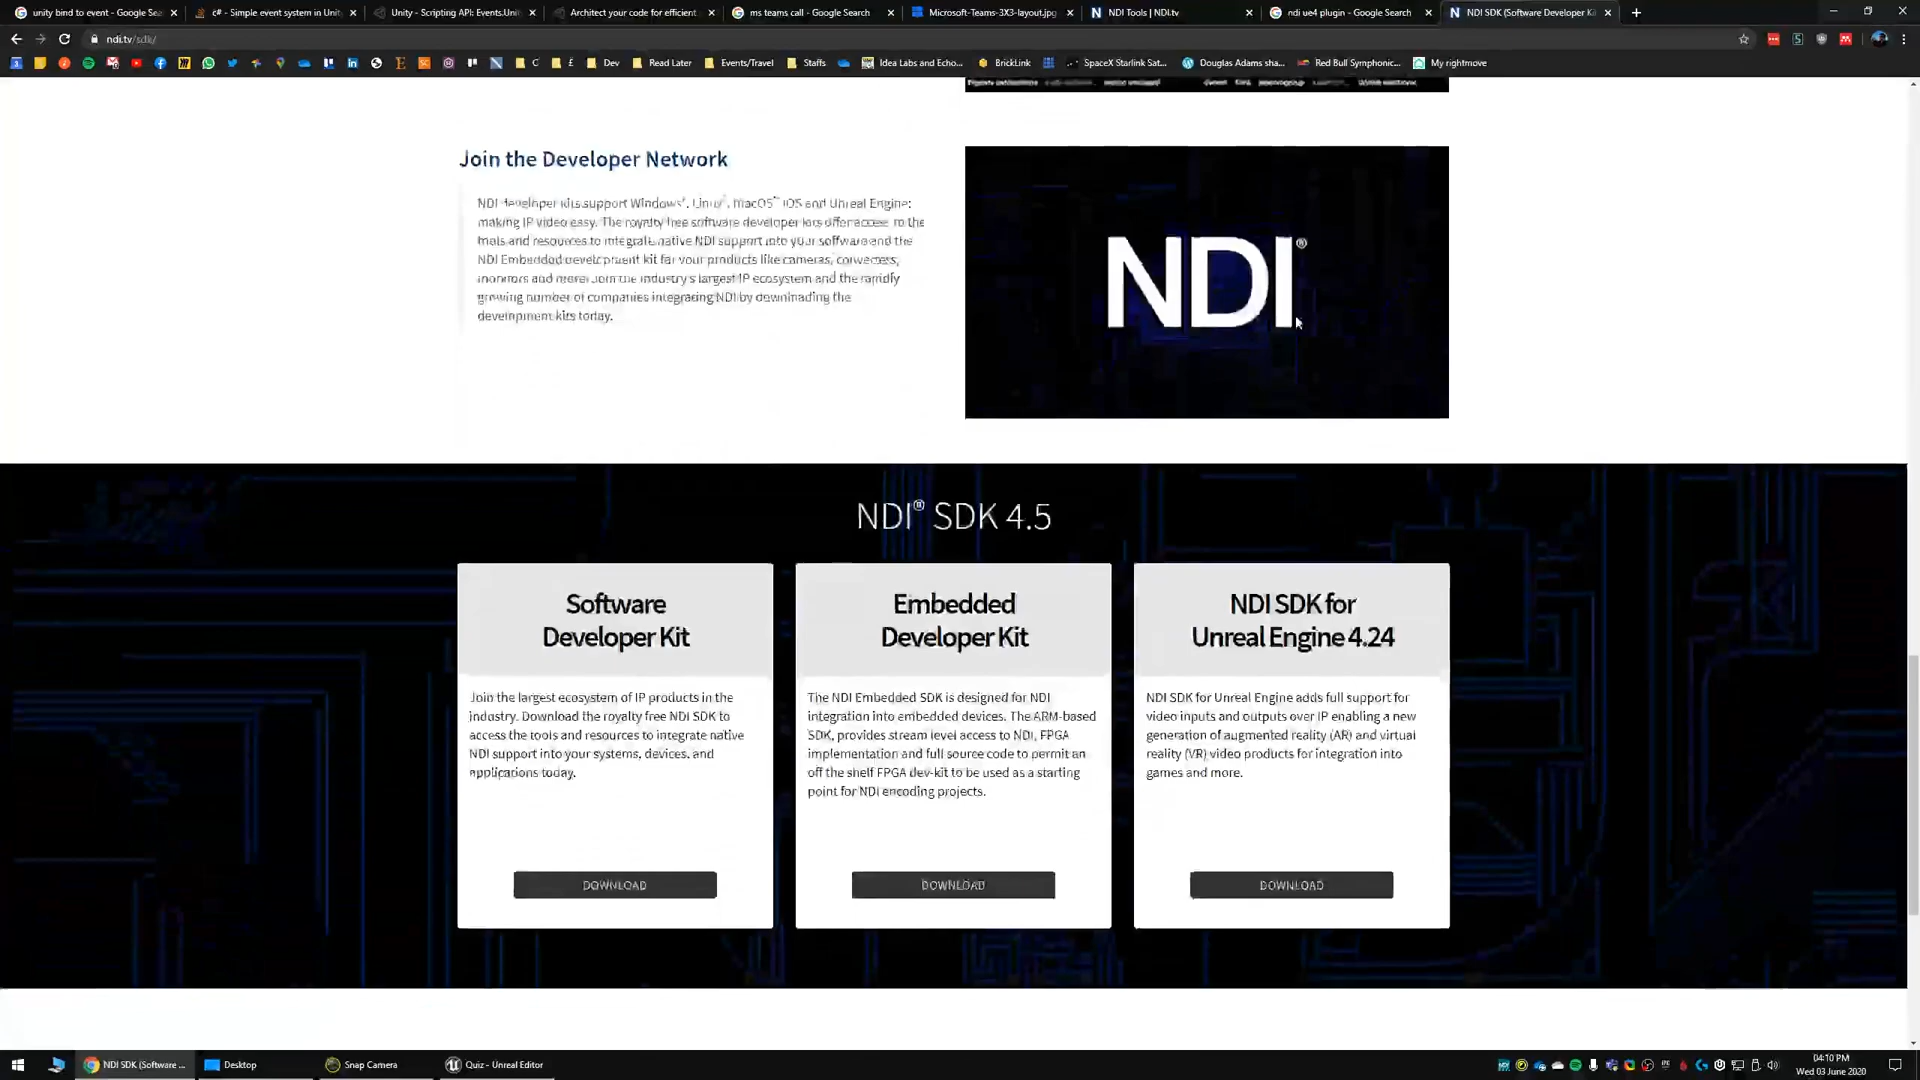 unity bind to event - Google Sea
c# - Simple event system in Unity
Unity - Scripting API: Events.Uni
Architect your code for efficient
ms teams call - Google Search
Microsoft-Teams-3X3-layout.jpg
NDI Tools | NDI.tv
ndi ue4 plugin - Google Search
NDI SDK (Software Developer Ki
ndi.tv/sdk/
Dev
Read Later
Events/Travel
Staffs
Idea Labs and Echo...
BrickLink
SpaceX Starlink Sat...
Douglas Adams sha...
Red Bull Symphonic...
My rightmove
Join the Developer Network
NDI developer kits support Windows®, Linux®, MacOS™ iOS and Unreal Engine;
making IP video easy. The royalty free software developer kits offer access to the
tools and resources to integrate native NDI support into your software and the
NDI Embedded development kit for your products like cameras, converters,
monitors and more! Join the industry's largest IP ecosystem and the rapidly
growing number of companies integrating NDI by downloading the
development kits today.
NDI®
NDI® SDK 4.5
Software
Developer Kit
Join the largest ecosystem of IP products in the
industry. Download the royalty free NDI SDK to
access the tools and resources to integrate native
NDI support into your systems, devices, and
applications today.
DOWNLOAD
Embedded
Developer Kit
The NDI Embedded SDK is designed for NDI
integration into embedded devices. The ARM-based
SDK, provides stream level access to NDI, FPGA
implementation and full source code to permit an
off the shelf FPGA dev-kit to be used as a starting
point for NDI encoding projects.
DOWNLOAD
NDI SDK for
Unreal Engine 4.24
NDI SDK for Unreal Engine adds full support for
video inputs and outputs over IP enabling a new
generation of augmented reality (AR) and virtual
reality (VR) video products for integration into
games and more.
DOWNLOAD
NDI SDK (Software ...
Desktop
Snap Camera
Quiz - Unreal Editor
04:10 PM
Wed 03 June 2020